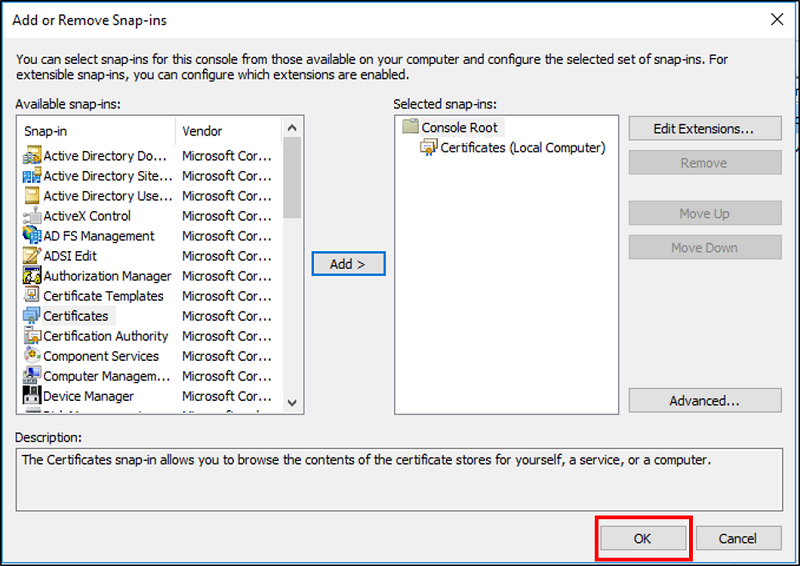 Add or Remove Snap-ins
You can select snap-ins for this console from those available on your computer and configure the selected set of snap-ins. For
extensible snap-ins, you can configure which extensions are enabled.
Available snap-ins:
Snap-in Vendor
Active Directory Do... Microsoft Cor...
Active Directory Site... Microsoft Cor...
Active Directory Use... Microsoft Cor...
ActiveX Control Microsoft Cor...
AD FS Management Microsoft Cor...
ADSI Edit Microsoft Cor...
Authorization Manager Microsoft Cor...
Certificate Templates Microsoft Cor...
Certificates Microsoft Cor...
Certification Authority Microsoft Cor...
Component Services Microsoft Cor...
Computer Managem... Microsoft Cor...
Device Manager Microsoft Cor...
Add >
Selected snap-ins:
Console Root
Certificates (Local Computer)
Edit Extensions...
Remove
Move Up
Move Down
Advanced...
Description:
The Certificates snap-in allows you to browse the contents of the certificate stores for yourself, a service, or a computer.
OK
Cancel